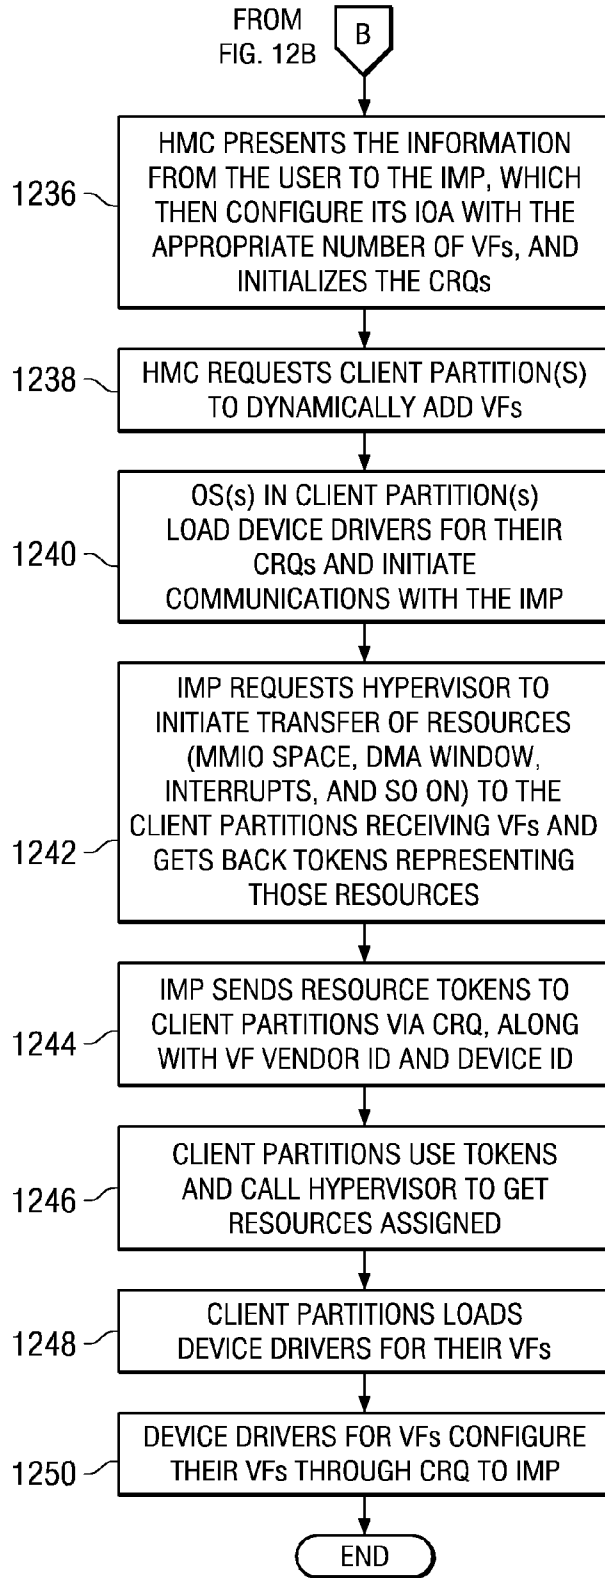 FROM
FIG. 12B
B
1236
HMC PRESENTS THE INFORMATION
FROM THE USER TO THE IMP, WHICH
THEN CONFIGURE ITS IOA WITH THE
APPROPRIATE NUMBER OF VFs, AND
INITIALIZES THE CRQs
1238
HMC REQUESTS CLIENT PARTITION(S)
TO DYNAMICALLY ADD VFs
1240
OS(s) IN CLIENT PARTITION(s)
LOAD DEVICE DRIVERS FOR THEIR
CRQs AND INITIATE
COMMUNICATIONS WITH THE IMP
1242
IMP REQUESTS HYPERVISOR TO
INITIATE TRANSFER OF RESOURCES
(MMIO SPACE, DMA WINDOW,
INTERRUPTS, AND SO ON) TO THE
CLIENT PARTITIONS RECEIVING VFs AND
GETS BACK TOKENS REPRESENTING
THOSE RESOURCES
1244
IMP SENDS RESOURCE TOKENS TO
CLIENT PARTITIONS VIA CRQ, ALONG
WITH VF VENDOR ID AND DEVICE ID
1246
CLIENT PARTITIONS USE TOKENS
AND CALL HYPERVISOR TO GET
RESOURCES ASSIGNED
1248
CLIENT PARTITIONS LOADS
DEVICE DRIVERS FOR THEIR VFs
1250
DEVICE DRIVERS FOR VFs CONFIGURE
THEIR VFs THROUGH CRQ TO IMP
END